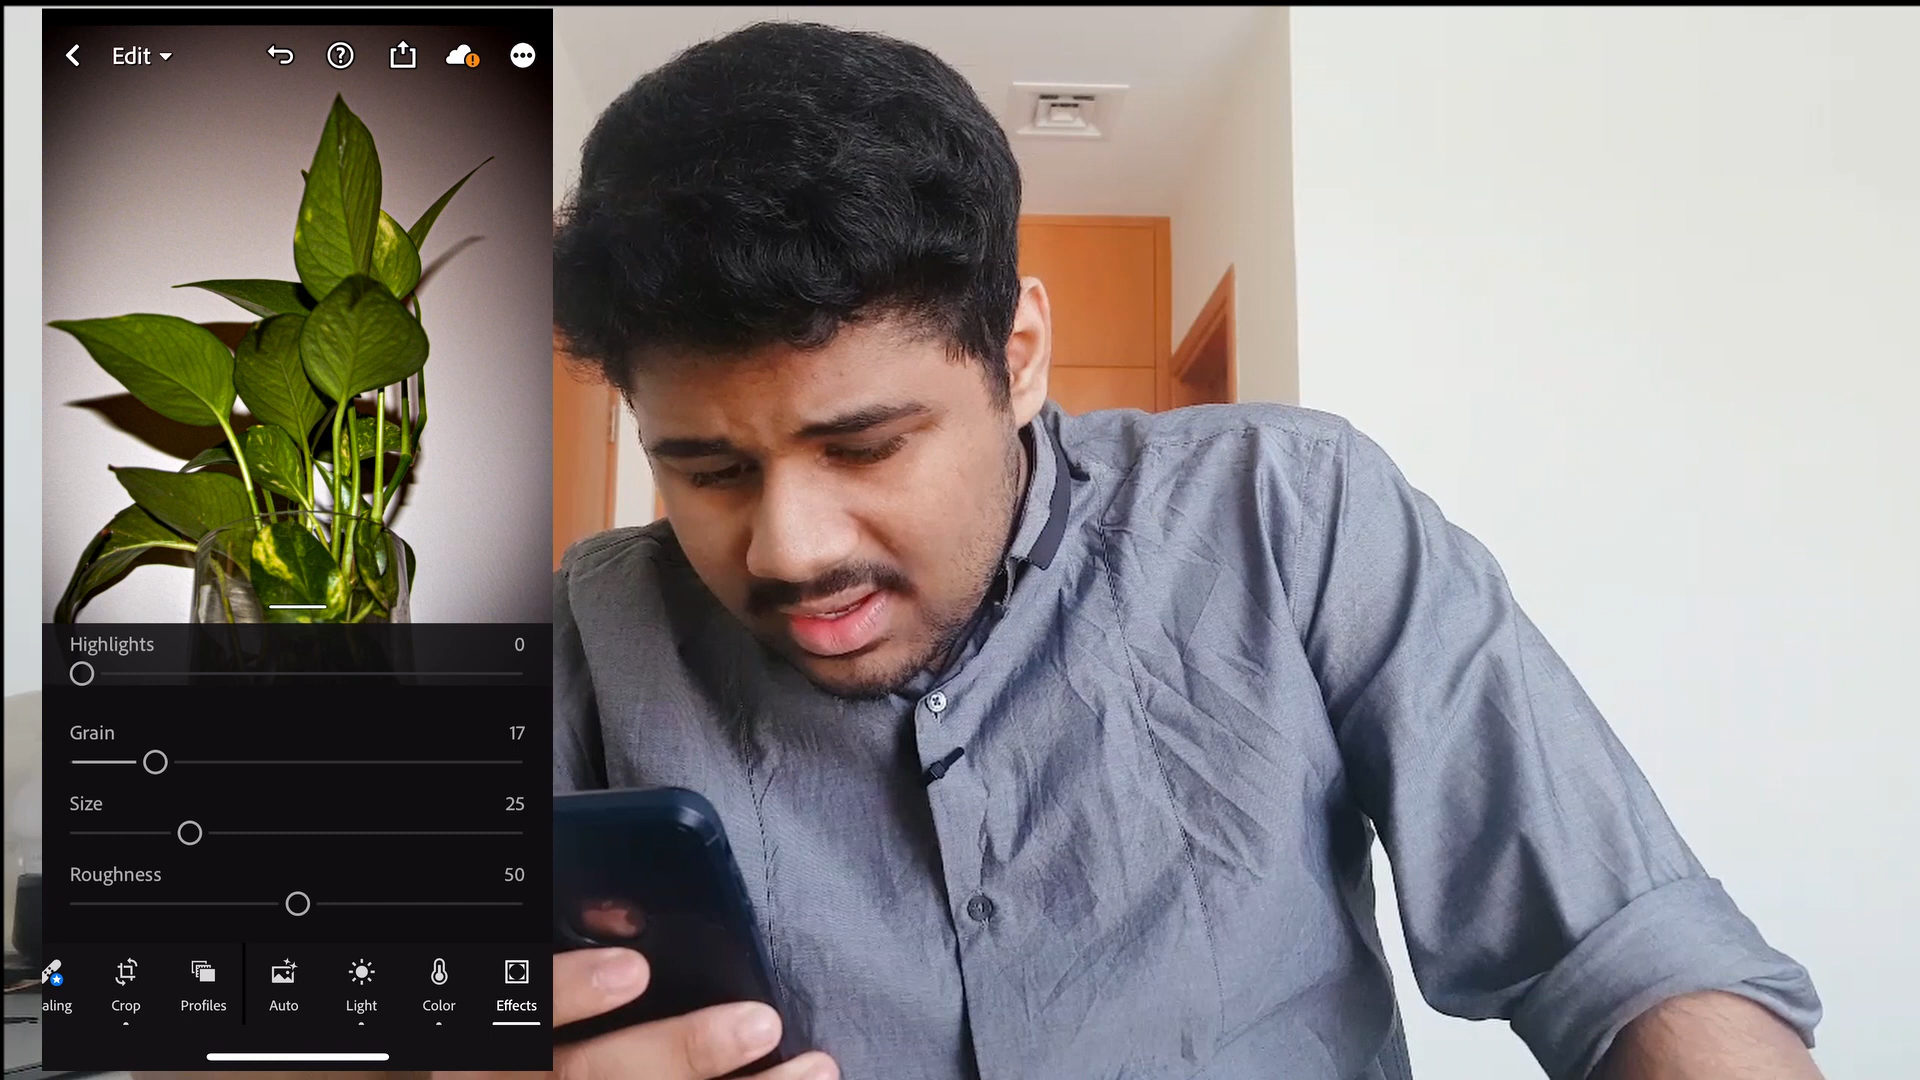 Edit
Highlights 0
Grain 17
Size 25
Roughness 50
aling Crop Profiles Auto Light Color Effects